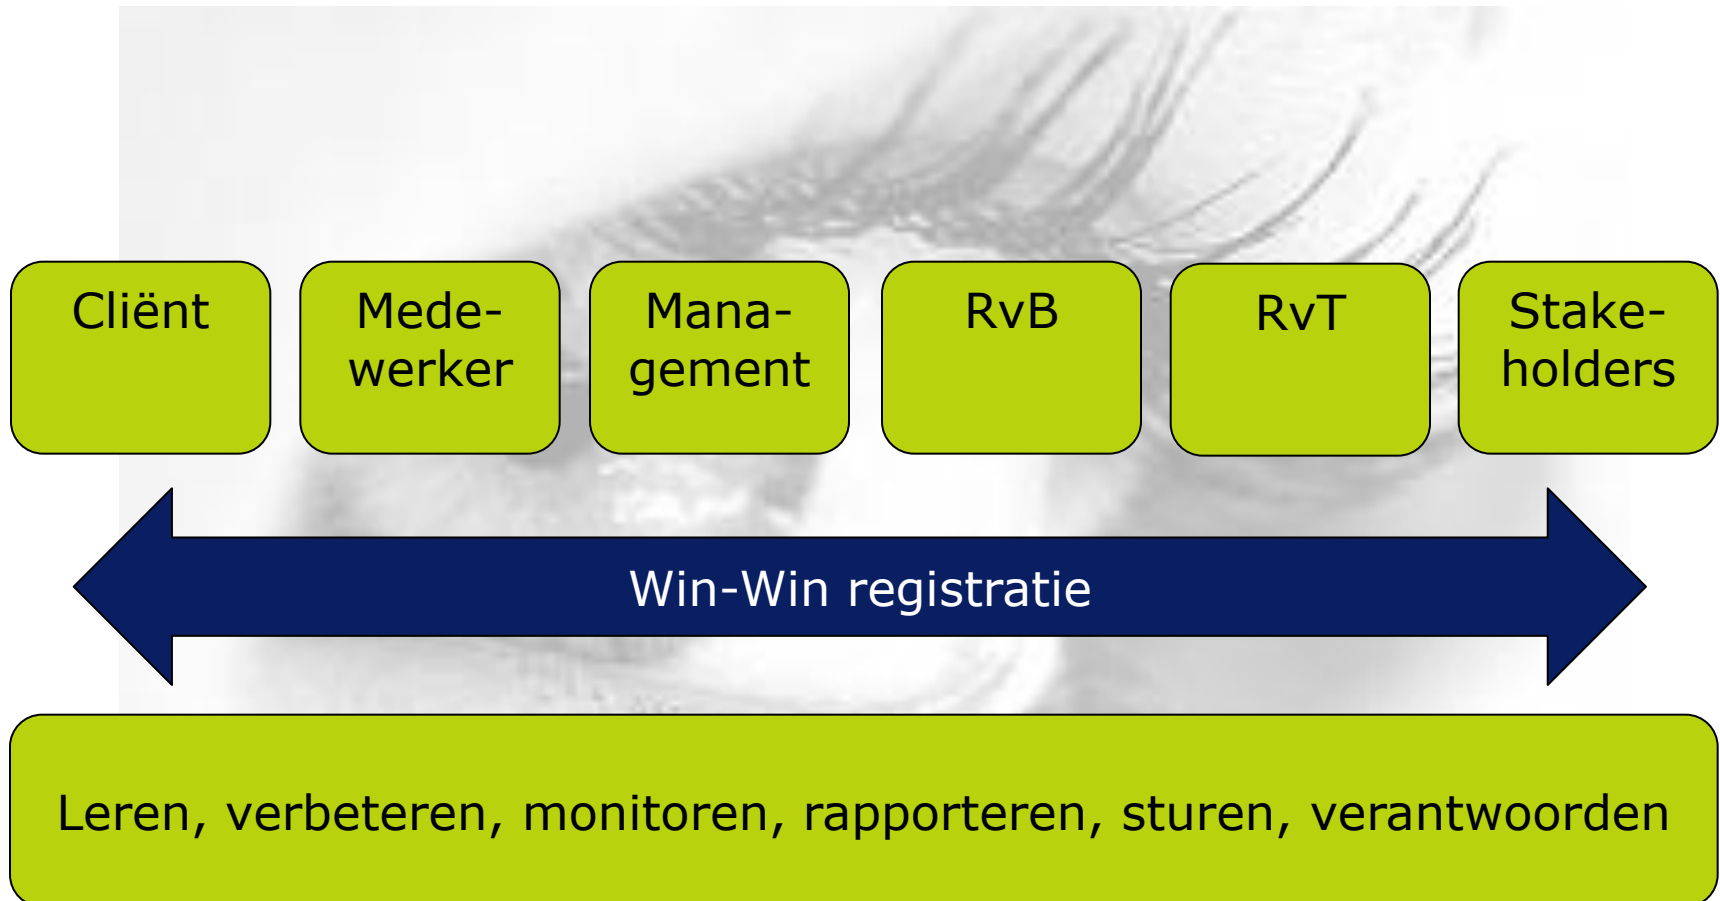 Cliënt
Mede-
werker
Mana-
gement
RvB
RvT
Stake-
holders
Win-Win registratie
Leren, verbeteren, monitoren, rapporteren, sturen, verantwoorden